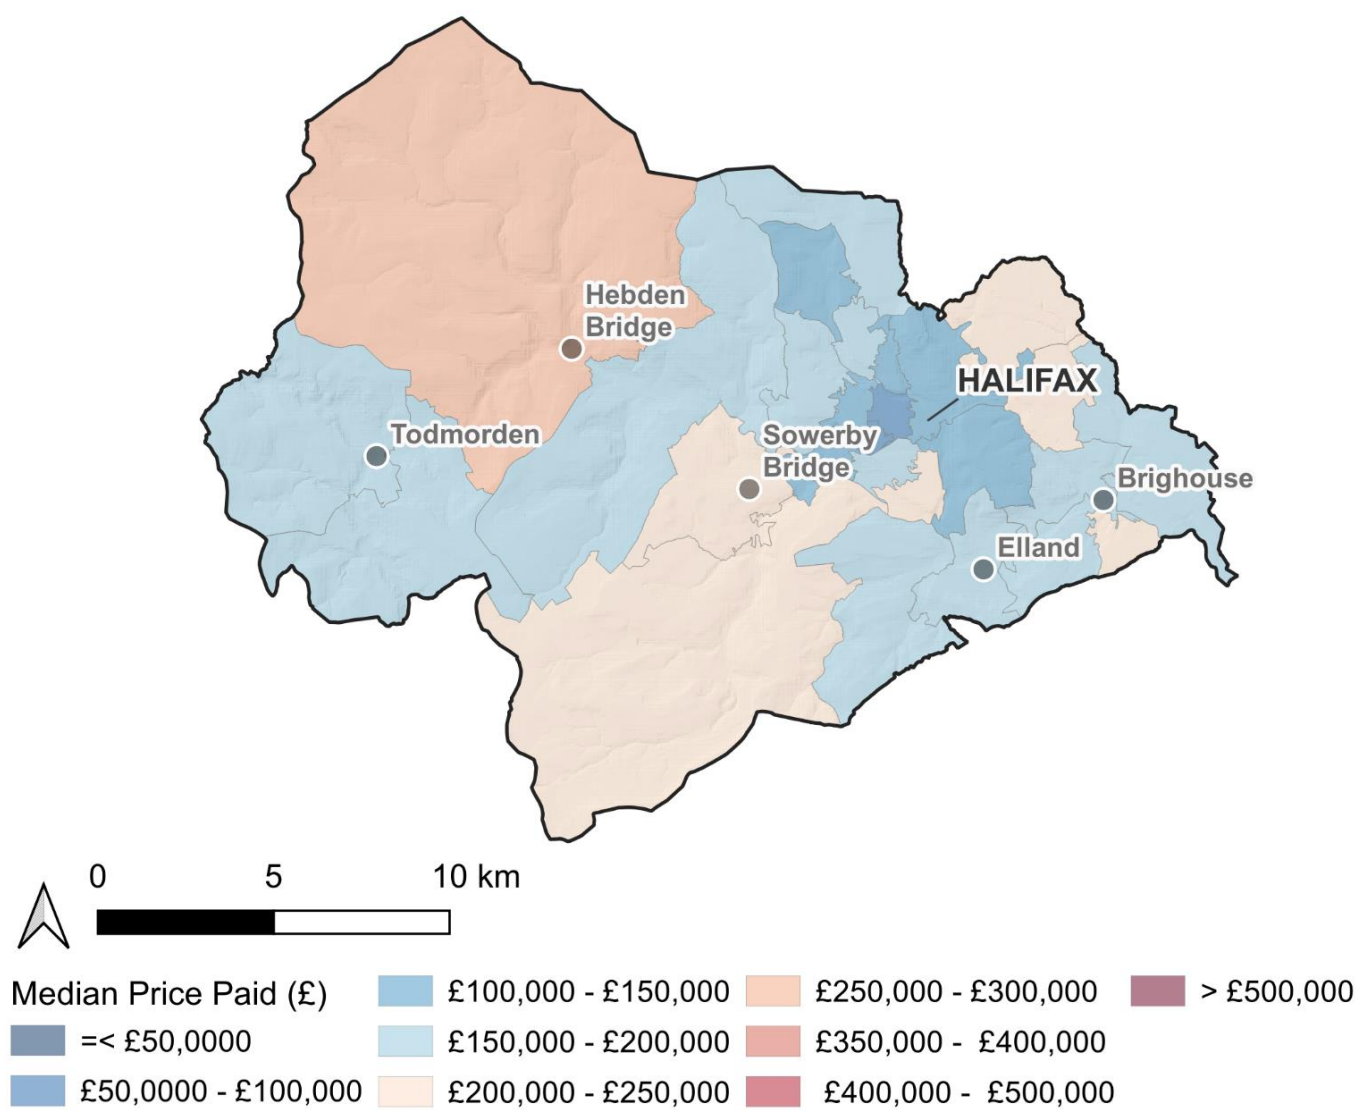 Hebden
Bridge
HALIFAX
Todmorden
Sowerby
Bridge
Brighouse
Elland
0 5 10 km
Median Price Paid (£)
=< £50,0000
£50,0000 - £100,000
£100,000 - £150,000
£150,000 - £200,000
£200,000 - £250,000
£250,000 - £300,000
£350,000 - £400,000
£400,000 - £500,000
> £500,000